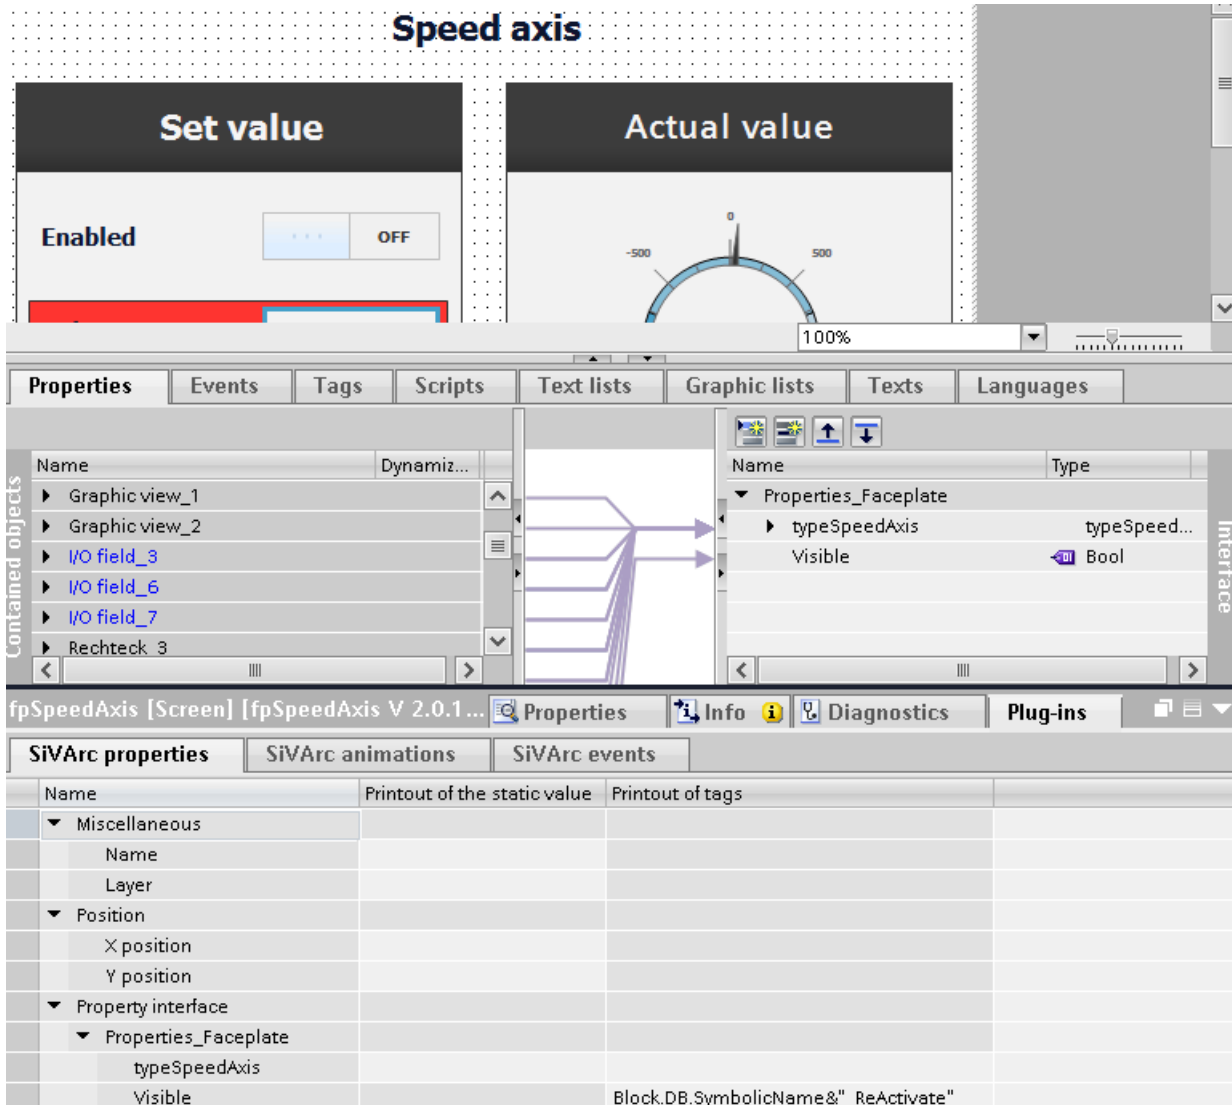 Speed axis
Set value
Actual value
Enabled
OFF
0
-500
500
100%
Properties
Events
Tags
Scripts
Text lists
Graphic lists
Texts
Languages
Contained objects
Name
Dynamiz...
Graphic view_1
Graphic view_2
I/O field_3
I/O field_6
I/O field_7
Rechteck_3
Name
Type
Properties_Faceplate
typeSpeedAxis
typeSpeed...
Visible
Bool
Interface
fpSpeedAxis [Screen] [fpSpeedAxis V 2.0.1...
Properties
Info
Diagnostics
Plug-ins
SiVArc properties
SiVArc animations
SiVArc events
Name
Printout of the static value
Printout of tags
Miscellaneous
Name
Layer
Position
X position
Y position
Property interface
Properties_Faceplate
typeSpeedAxis
Visible
Block.DB.SymbolicName&"_ReActivate"